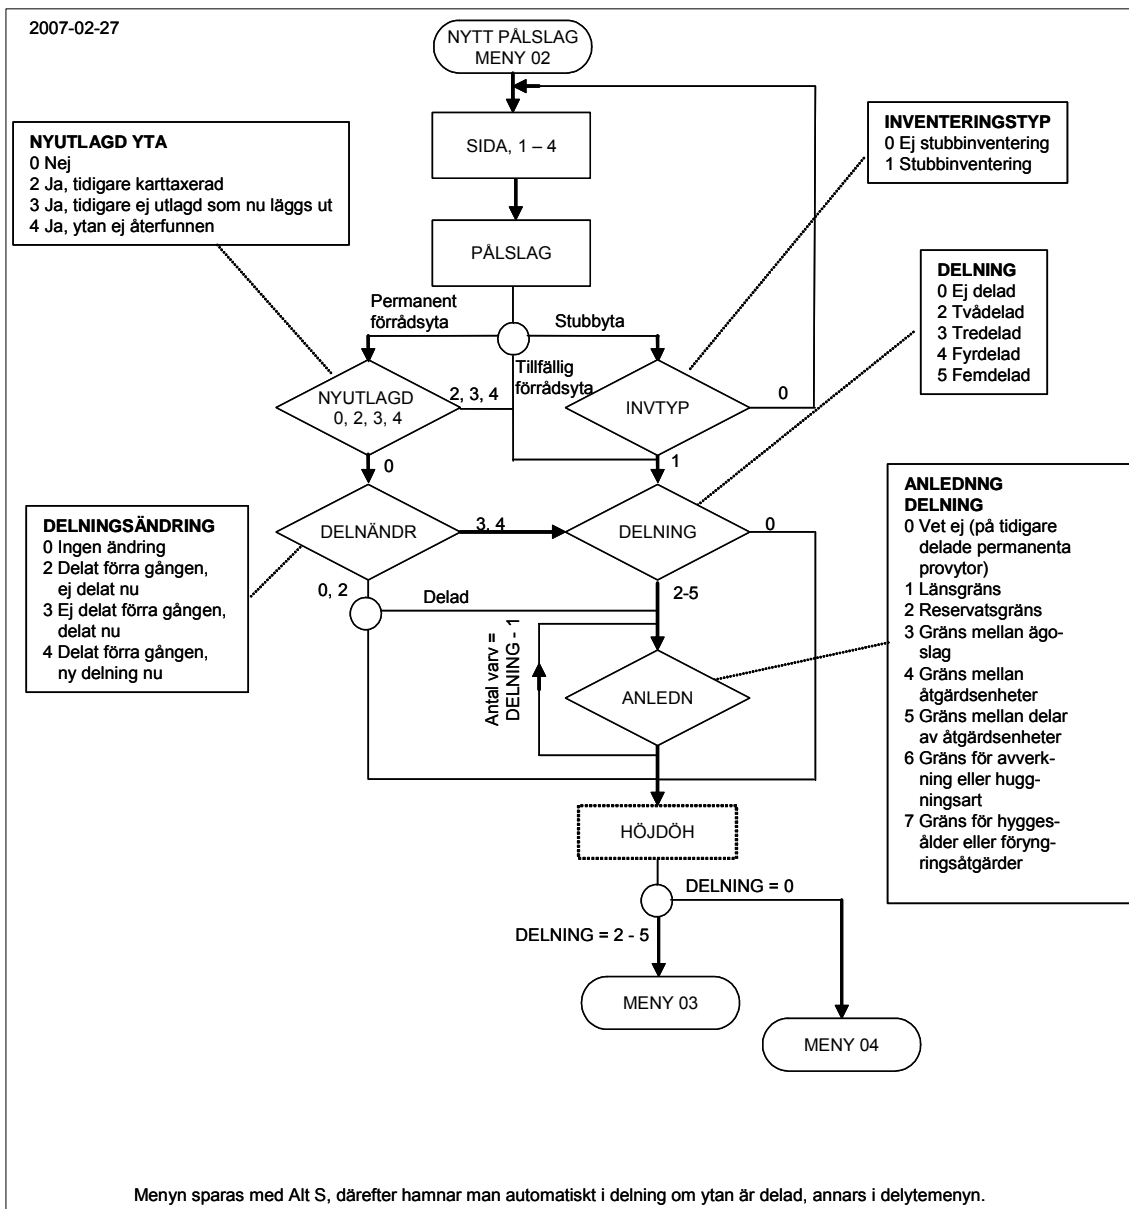 2007-02-27
NYTT PÅLSLAG
MENY 02
SIDA, 1 – 4
PÅLSLAG
NYUTLAGD YTA
0 Nej
2 Ja, tidigare karttaxerad
3 Ja, tidigare ej utlagd som nu läggs ut
4 Ja, ytan ej återfunnen
INVENTERINGSTYP
0 Ej stubbinventering
1 Stubbinventering
DELNING
0 Ej delad
2 Tvådelad
3 Tredelad
4 Fyrdelad
5 Femdelad
Permanent
förrådsyta
Stubbyta
Tillfällig
förrådsyta
NYUTLAGD
0, 2, 3, 4
2, 3, 4
INVTYP
0
0
1
DELNINGSÄNDRING
0 Ingen ändring
2 Delat förra gången,
ej delat nu
3 Ej delat förra gången,
delat nu
4 Delat förra gången,
ny delning nu
DELNÄNDR
3, 4
DELNING
0
0, 2
Delad
2-5
Antal varv =
DELNING - 1
ANLEDN
ANLEDNNG
DELNING
0 Vet ej (på tidigare
delade permanenta
provytor)
1 Länsgräns
2 Reservatsgräns
3 Gräns mellan ägo-
slag
4 Gräns mellan
åtgärdsenheter
5 Gräns mellan delar
av åtgärdsenheter
6 Gräns för avverk-
ning eller hugg-
ningsart
7 Gräns för hygges-
ålder eller föryng-
ringsåtgärder
HÖJDÖH
DELNING = 0
DELNING = 2 - 5
MENY 03
MENY 04
Menyn sparas med Alt S, därefter hamnar man automatiskt i delning om ytan är delad, annars i delytemenyn.